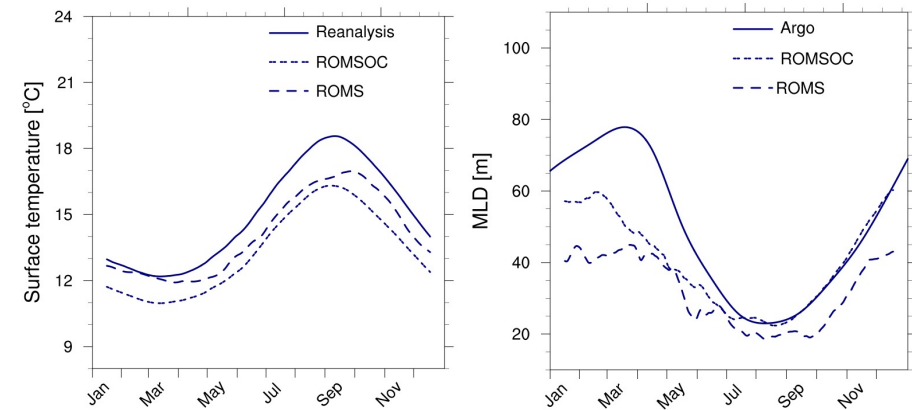 24
21
18
15
12
9
Surface temperature [°C]
Reanalysis
ROMSOC
ROMS
Jan
Mar
May
Jul
Sep
Nov
100
80
60
40
20
MLD [m]
Argo
ROMSOC
ROMS
Jan
Mar
May
Jul
Sep
Nov